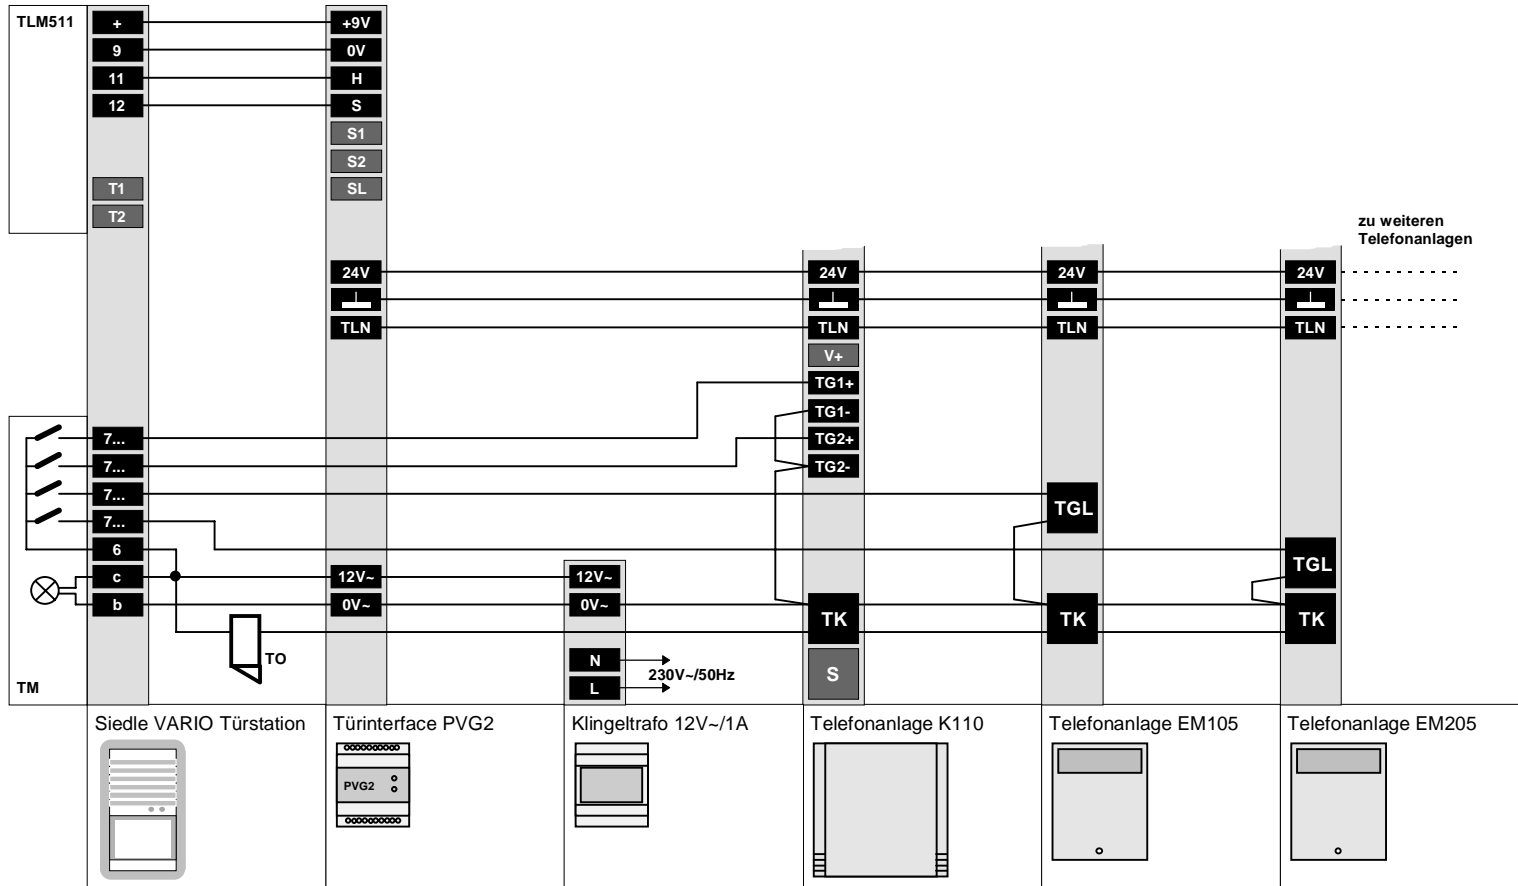 TLM511
+
9
11
12
T1
T2
+9V
0V
H
S
S1
S2
SL
24V
TLN
24V
TLN
V+
TG1+
TG1-
TG2+
TG2-
24V
TLN
24V
TLN
zu weiteren
Telefonanlagen
7...
7...
7...
7...
6
c
b
TO
TM
12V~
0V~
12V~
0V~
N
L
230V~/50Hz
TK
S
TGL
TK
TGL
TK
Siedle VARIO Türstation
Türinterface PVG2
Klingeltrafo 12V~/1A
Telefonanlage K110
Telefonanlage EM105
Telefonanlage EM205
PVG2